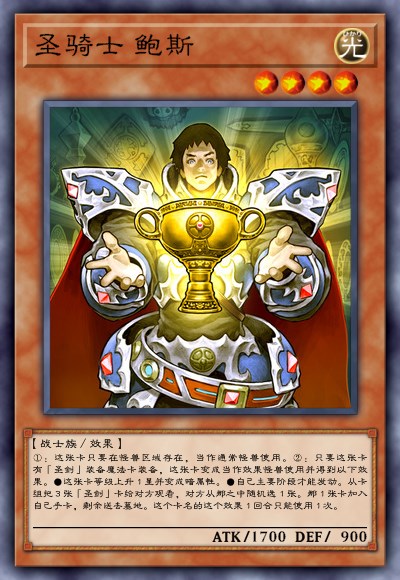 圣骑士 鲍斯
ひかり
光
【战士族／效果】
①：这张卡只要在怪兽区域存在，当作通常怪兽使用。②：只要这张卡
有「圣剑」装备魔法卡装备，这张卡变成当作效果怪兽使用并得到以下效
果。●这张卡等级上升1星并变成暗属性。●自己主要阶段才能发动。从卡
组把3张「圣剑」卡给对方观看，对方从那之中随机选1张。那1张卡加入
自己手卡，剩余送去墓地。这个卡名的这个效果1回合只能使用1次。
ATK/1700 DEF/ 900